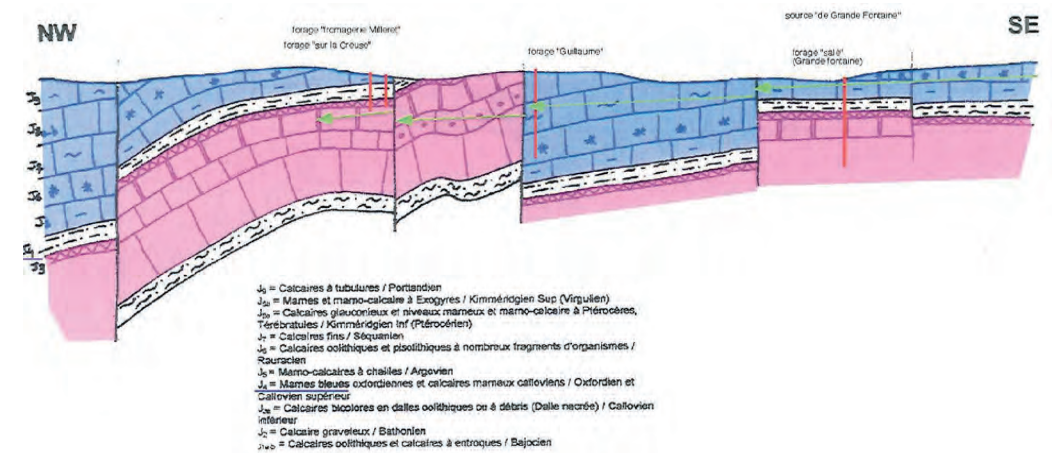 NW
SE
source "de Grande Fontaine"
forage "fromagerie Milleret"
forage "sur la Creuse"
forage "Guillaume"
forage "salé"
(Grande fontaine)
J9 = Calcaires à tubulures / Portlandien
J8b = Marnes et marno-calcaire à Exogyres / Kimméridgien Sup (Virgulien)
J8a = Calcaires glauconieux et niveaux marneux et marno-calcaire à Ptérocères,
Térébratules / Kimméridgien Inf (Ptérocérien)
J7 = Calcaires fins / Séquanien
J6 = Calcaires oolithiques et pisolithiques à nombreux fragments d'organismes /
Rauracien
J5 = Marno-calcaires à chailles / Argovien
J4 = Marnes bleues oxfordiennes et calcaires marneux calloviens / Oxfordien et
Callovien supérieur
= Calcaires bicolores en dalles oolithiques ou à débris (Dalle nacrée) / Callovien
inférieur
J2 = Calcaire graveleux / Bathonien
= Calcaires oolithiques et calcaires à entroques / Bajocien